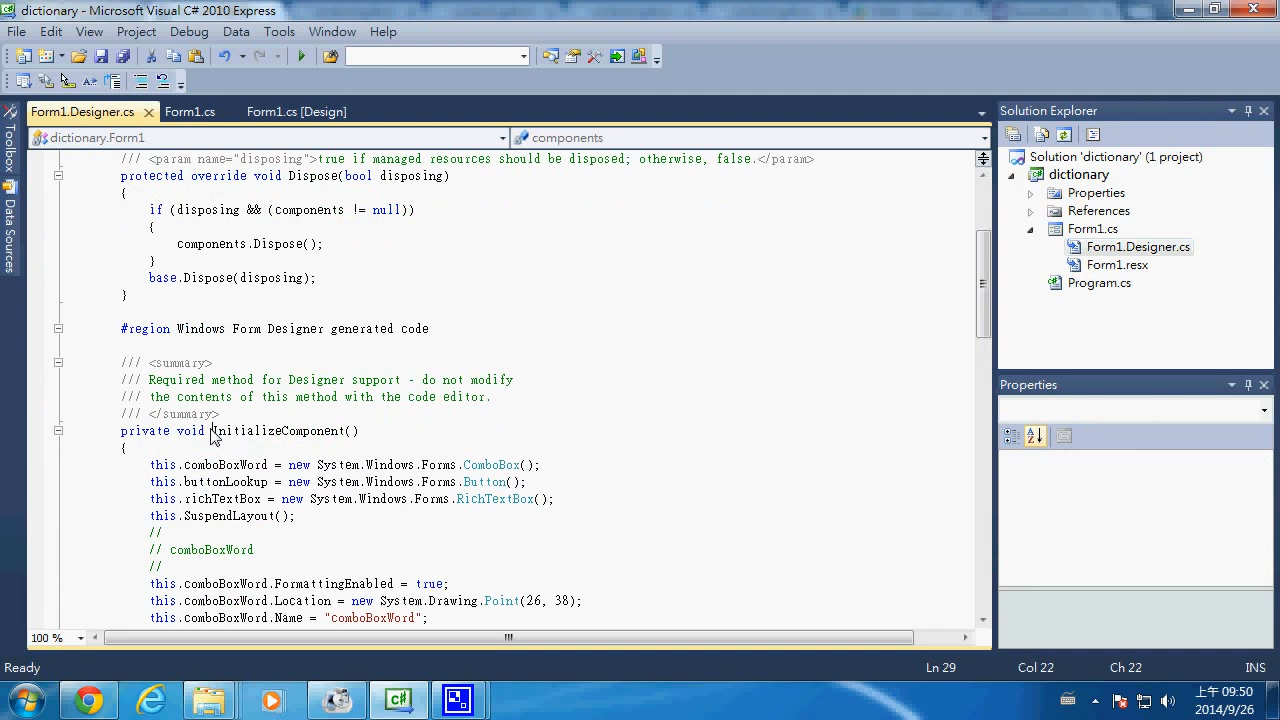 dictionary - Microsoft Visual C# 2010 Express
File Edit View Project Debug Data Tools Window Help
Form1.Designer.cs Form1.cs Form1.cs [Design]
dictionary.Form1 components
/// <param name="disposing">true if managed resources should be disposed; otherwise, false.</param>
protected override void Dispose(bool disposing)
{
if (disposing && (components != null))
{
components.Dispose();
}
base.Dispose(disposing);
}
#region Windows Form Designer generated code
/// <summary>
/// Required method for Designer support - do not modify
/// the contents of this method with the code editor.
/// </summary>
private void InitializeComponent()
{
this.comboBoxWord = new System.Windows.Forms.ComboBox();
this.buttonLookup = new System.Windows.Forms.Button();
this.richTextBox = new System.Windows.Forms.RichTextBox();
this.SuspendLayout();
//
// comboBoxWord
//
this.comboBoxWord.FormattingEnabled = true;
this.comboBoxWord.Location = new System.Drawing.Point(26, 38);
this.comboBoxWord.Name = "comboBoxWord";
100 %
Toolbox
Data Sources
Solution Explorer
Solution 'dictionary' (1 project)
dictionary
Properties
References
Form1.cs
Form1.Designer.cs
Form1.resx
Program.cs
Properties
Ready Ln 29 Col 22 Ch 22 INS
上午 09:50
2014/9/26